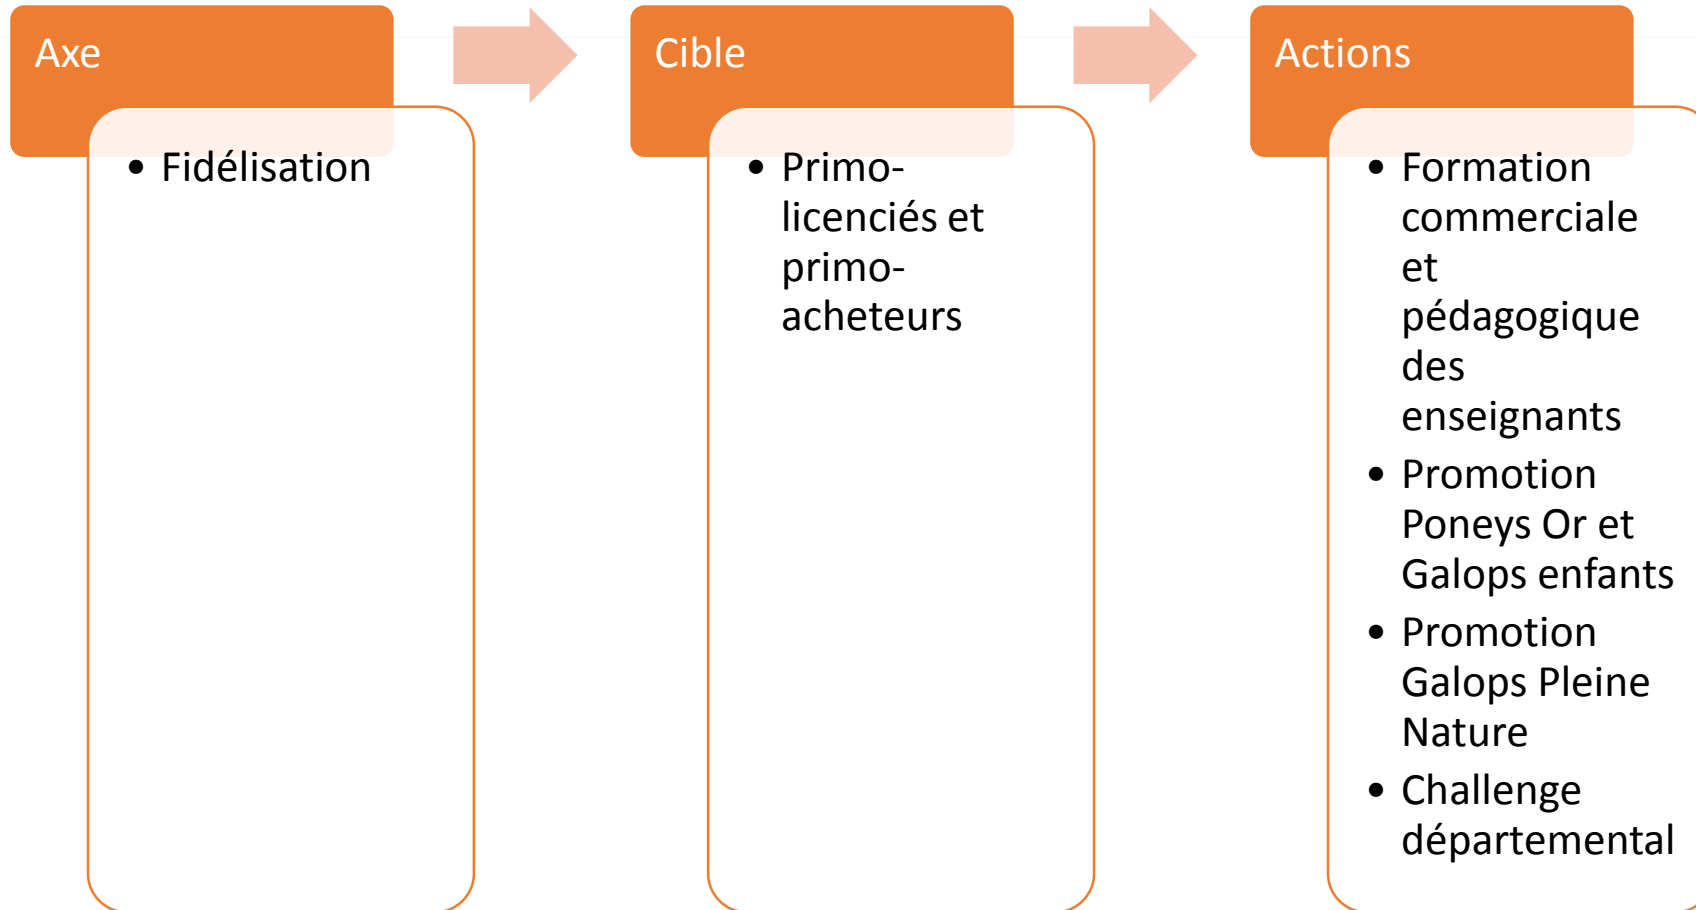 Axe
• Fidélisation
Cible
• Primo-
licenciés et
primo-
acheteurs
Actions
• Formation
commerciale
et
pédagogique
des
enseignants
• Promotion
Poneys Or et
Galops enfants
• Promotion
Galops Pleine
Nature
• Challenge
départemental